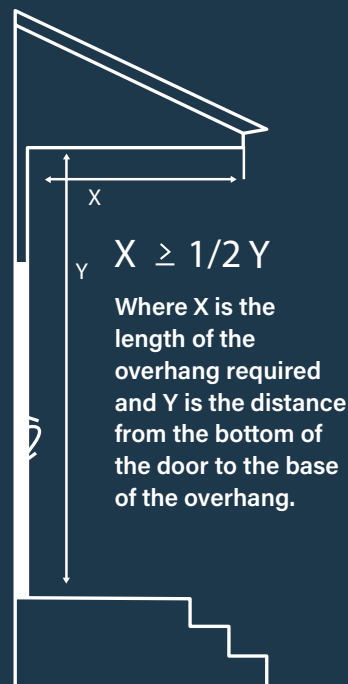 X
Y
X ≥ 1/2 Y
Where X is the
length of the
overhang required
and Y is the distance
from the bottom of
the door to the base
of the overhang.